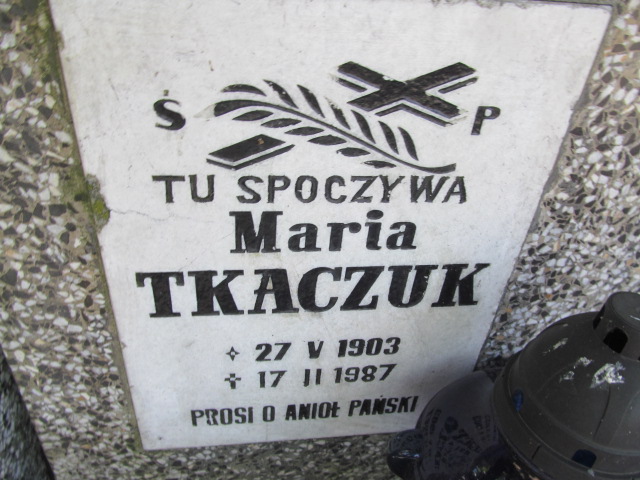 Ś P
TU SPOCZYWA
Maria
TKACZUK
27 V 1903
✝ 17 II 1987
PROSI O ANIOŁ PAŃSKI